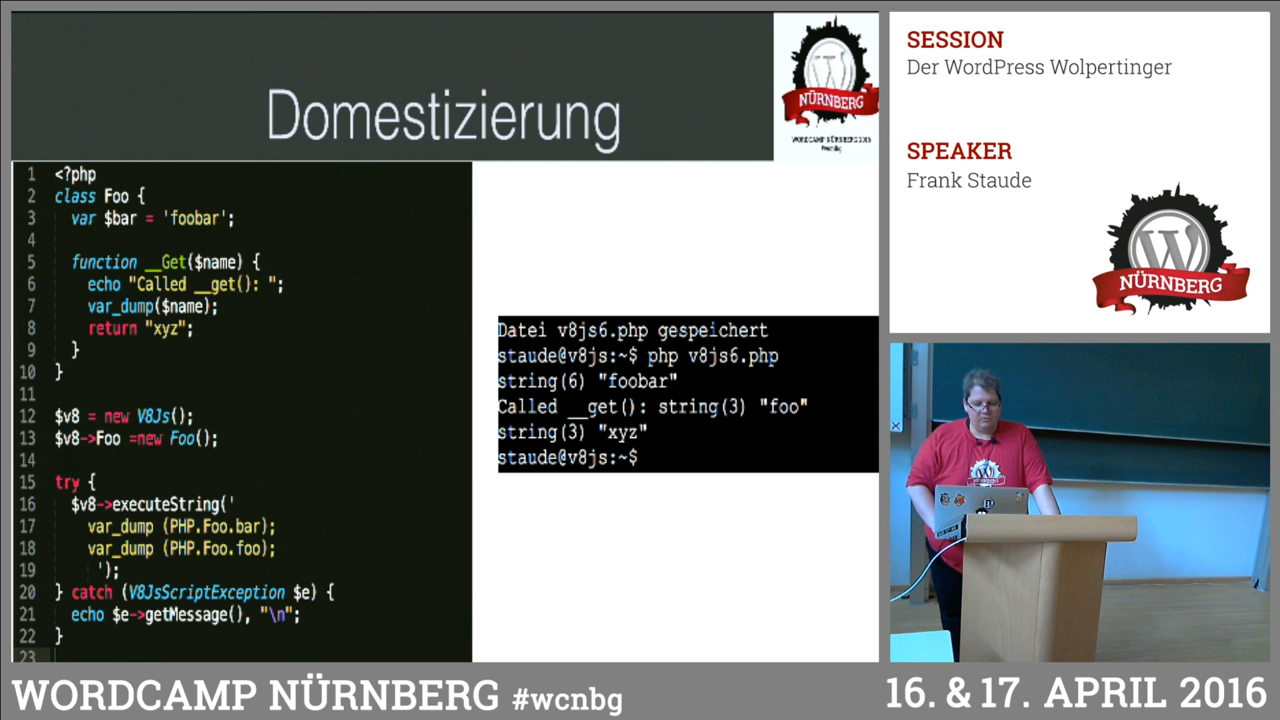 Domestizierung
NÜRNBERG
WORDCAMP NÜRNBERG 2016
#wcnbg
1 <?php
2 class Foo {
3 var $bar = 'foobar';
4
5 function __Get($name) {
6 echo "Called __get(): ";
7 var_dump($name);
8 return "xyz";
9 }
10 }
11
12 $v8 = new V8Js();
13 $v8->Foo =new Foo();
14
15 try {
16 $v8->executeString('
17 var_dump (PHP.Foo.bar);
18 var_dump (PHP.Foo.foo);
19 ');
20 } catch (V8JsScriptException $e) {
21 echo $e->getMessage(), "\n";
22 }
23
Datei v8js6.php gespeichert
staude@v8js:~$ php v8js6.php
string(6) "foobar"
Called __get(): string(3) "foo"
string(3) "xyz"
staude@v8js:~$
SESSION
Der WordPress Wolpertinger
SPEAKER
Frank Staude
NÜRNBERG
WORDCAMP NÜRNBERG #wcnbg
16. & 17. APRIL 2016